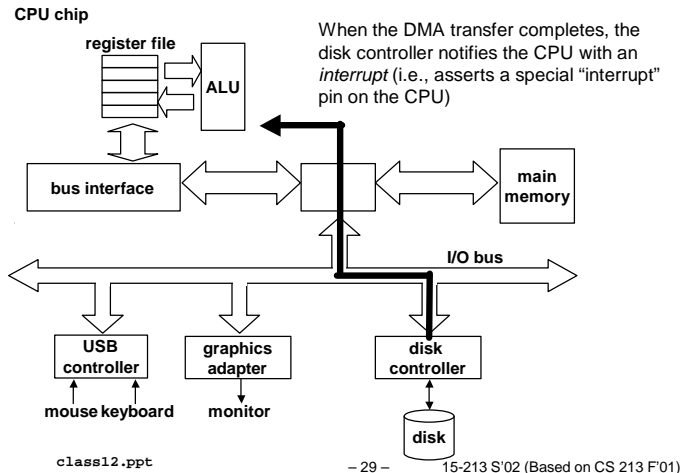 CPU chip
register file
ALU
When the DMA transfer completes, the
disk controller notifies the CPU with an
interrupt (i.e., asserts a special “interrupt”
pin on the CPU)
bus interface
main
memory
I/O bus
USB
controller
graphics
adapter
disk
controller
mouse keyboard
monitor
disk
class12.ppt
– 29 –
15-213 S’02 (Based on CS 213 F’01)